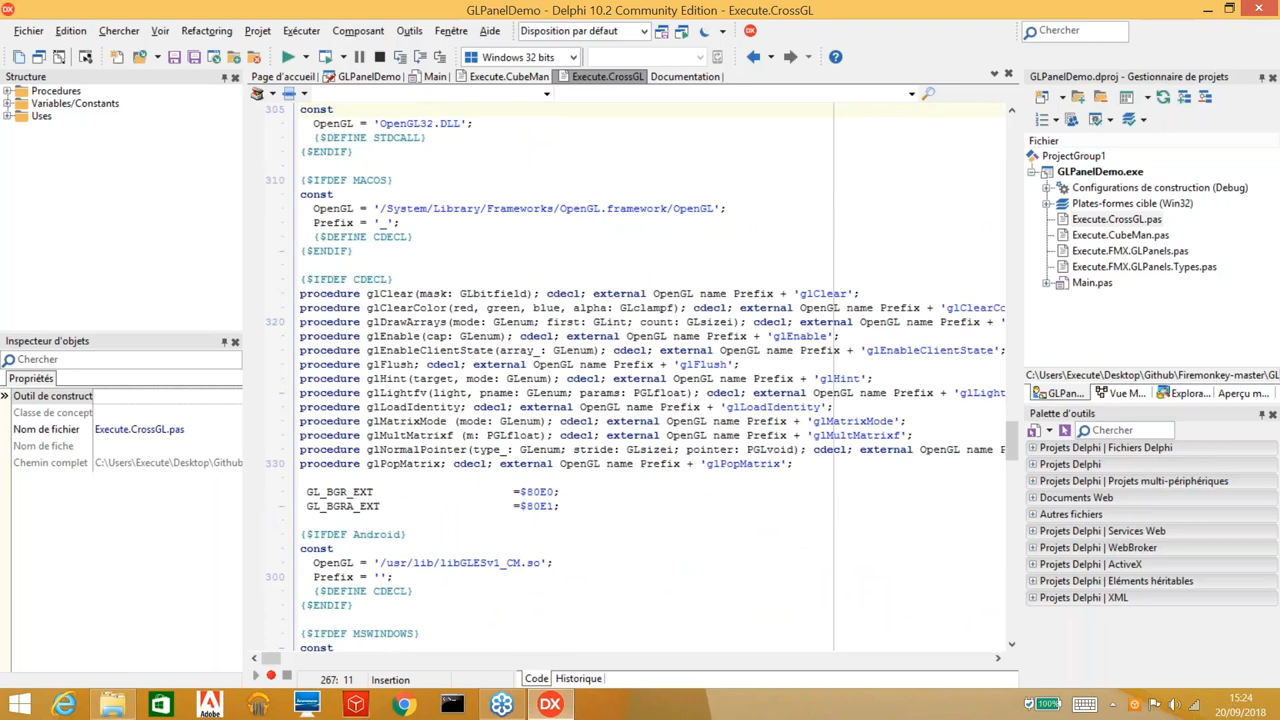 GLPanelDemo - Delphi 10.2 Community Edition - Execute.CrossGL
Fichier Edition Chercher Voir Refactoring Projet Exécuter Composant Outils Fenêtre Aide Disposition par défaut Chercher
Windows 32 bits
Structure
Procedures
Variables/Constants
Uses
Inspecteur d'objets
Chercher
Propriétés
Outil de construct
Classe de concept
Nom de fichier Execute.CrossGL.pas
Nom de fiche
Chemin complet C:\Users\Execute\Desktop\Github
Page d'accueil GLPanelDemo Main Execute.CubeMan Execute.CrossGL Documentation
305 const
OpenGL = 'OpenGL32.DLL';
{$DEFINE STDCALL}
{$ENDIF}
310 {$IFDEF MACOS}
const
OpenGL = '/System/Library/Frameworks/OpenGL.framework/OpenGL';
Prefix = '_';
{$DEFINE CDECL}
{$ENDIF}
{$IFDEF CDECL}
procedure glClear(mask: GLbitfield); cdecl; external OpenGL name Prefix + 'glClear';
procedure glClearColor(red, green, blue, alpha: GLclampf); cdecl; external OpenGL name Prefix + 'glClearCo
320 procedure glDrawArrays(mode: GLenum; first: GLint; count: GLsizei); cdecl; external OpenGL name Prefix + '
procedure glEnable(cap: GLenum); cdecl; external OpenGL name Prefix + 'glEnable';
procedure glEnableClientState(array_: GLenum); cdecl; external OpenGL name Prefix + 'glEnableClientState';
procedure glFlush; cdecl; external OpenGL name Prefix + 'glFlush';
procedure glHint(target, mode: GLenum); cdecl; external OpenGL name Prefix + 'glHint';
procedure glLightfv(light, pname: GLenum; params: PGLfloat); cdecl; external OpenGL name Prefix + 'glLight
procedure glLoadIdentity; cdecl; external OpenGL name Prefix + 'glLoadIdentity';
procedure glMatrixMode (mode: GLenum); cdecl; external OpenGL name Prefix + 'glMatrixMode';
procedure glMultMatrixf (m: PGLfloat); cdecl; external OpenGL name Prefix + 'glMultMatrixf';
procedure glNormalPointer(type_: GLenum; stride: GLsizei; pointer: PGLvoid); cdecl; external OpenGL name P
330 procedure glPopMatrix; cdecl; external OpenGL name Prefix + 'glPopMatrix';
GL_BGR_EXT =$80E0;
GL_BGRA_EXT =$80E1;
{$IFDEF Android}
const
OpenGL = '/usr/lib/libGLESv1_CM.so';
300 Prefix = '';
{$DEFINE CDECL}
{$ENDIF}
{$IFDEF MSWINDOWS}
const
267: 11 Insertion Code Historique
GLPanelDemo.dproj - Gestionnaire de projets
Fichier
ProjectGroup1
GLPanelDemo.exe
Configurations de construction (Debug)
Plates-formes cible (Win32)
Execute.CrossGL.pas
Execute.CubeMan.pas
Execute.FMX.GLPanels.pas
Execute.FMX.GLPanels.Types.pas
Main.pas
C:\Users\Execute\Desktop\Github\Firemonkey-master\GL
GLPan... Vue M... Explora... Aperçu m...
Palette d'outils
Chercher
Projets Delphi | Fichiers Delphi
Projets Delphi
Projets Delphi | Projets multi-périphériques
Documents Web
Autres fichiers
Projets Delphi | Services Web
Projets Delphi | WebBroker
Projets Delphi | ActiveX
Projets Delphi | Eléments héritables
Projets Delphi | XML
Adobe
DX
100%
15:24
20/09/2018